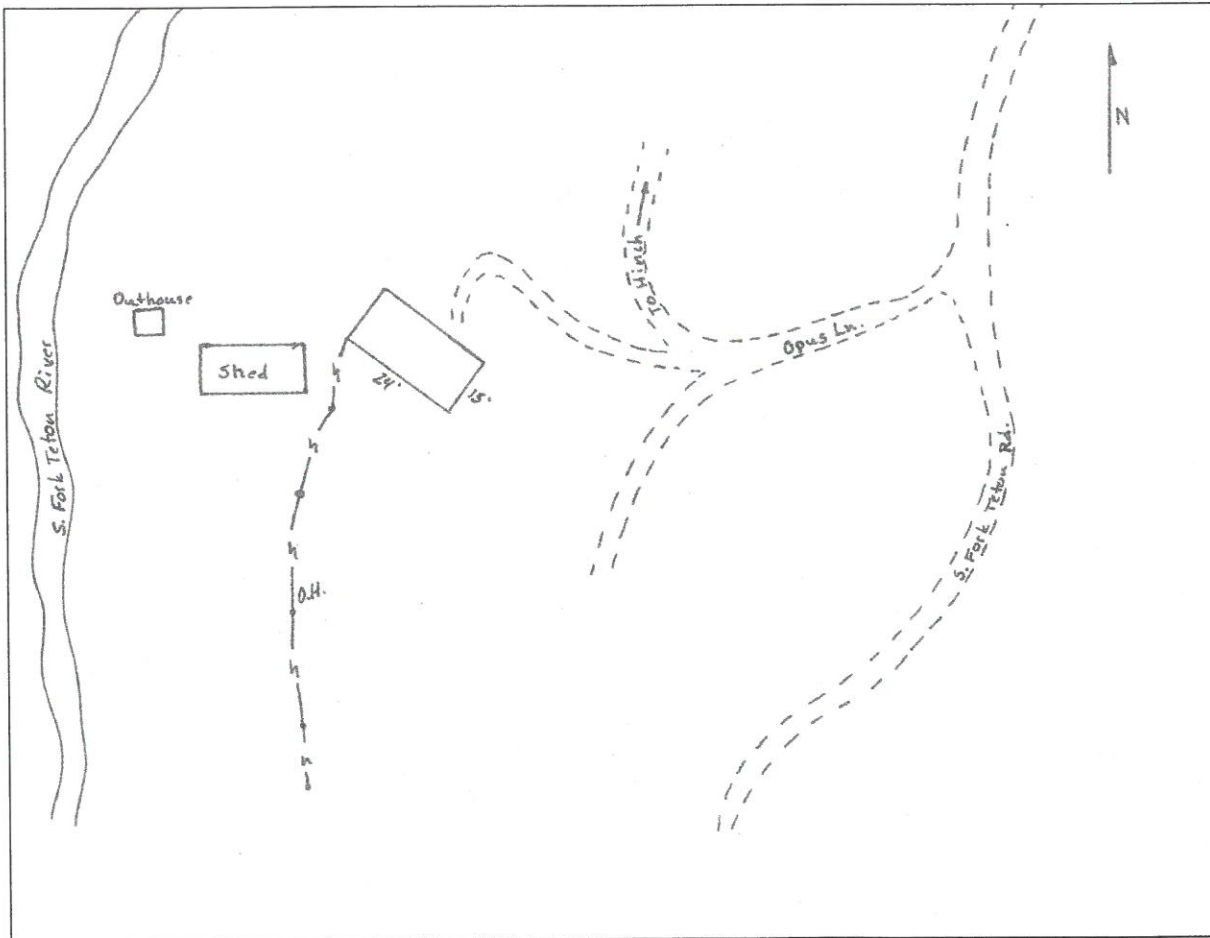 N
To Hinch
Outhouse
Opus Ln.
Shed
24'
15'
S. Fork Teton River
S. Fork Teton Rd.
O.H.